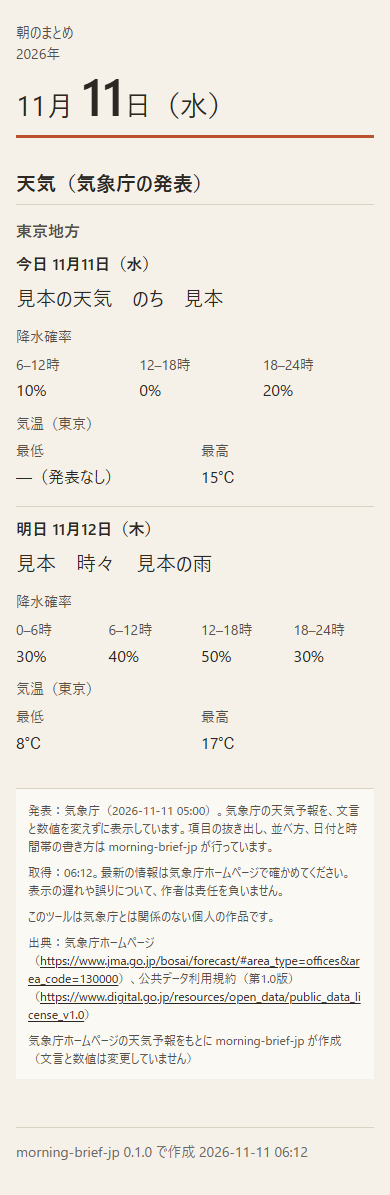 朝のまとめ
2026年
11月 11日（水）
天気（気象庁の発表）
東京地方
今日 11月11日（水）
見本の天気　のち　見本
降水確率
6–12時 12–18時 18–24時
10% 0% 20%
気温（東京）
最低 最高
—（発表なし） 15°C
明日 11月12日（木）
見本　時々　見本の雨
降水確率
0–6時 6–12時 12–18時 18–24時
30% 40% 50% 30%
気温（東京）
最低 最高
8°C 17°C
発表：気象庁（2026-11-11 05:00）。気象庁の天気予報を、文言
と数値を変えずに表示しています。項目の抜き出し、並べ方、日付と時
間帯の書き方は morning-brief-jp が行っています。
取得：06:12。最新の情報は気象庁ホームページで確かめてください。
表示の遅れや誤りについて、作者は責任を負いません。
このツールは気象庁とは関係のない個人の作品です。
出典：気象庁ホームページ
（https://www.jma.go.jp/bosai/forecast/#area_type=offices&ar
ea_code=130000）、公共データ利用規約（第1.0版）
（https://www.digital.go.jp/resources/open_data/public_data_li
cense_v1.0）
気象庁ホームページの天気予報をもとに morning-brief-jp が作成
（文言と数値は変更していません）
morning-brief-jp 0.1.0 で作成 2026-11-11 06:12